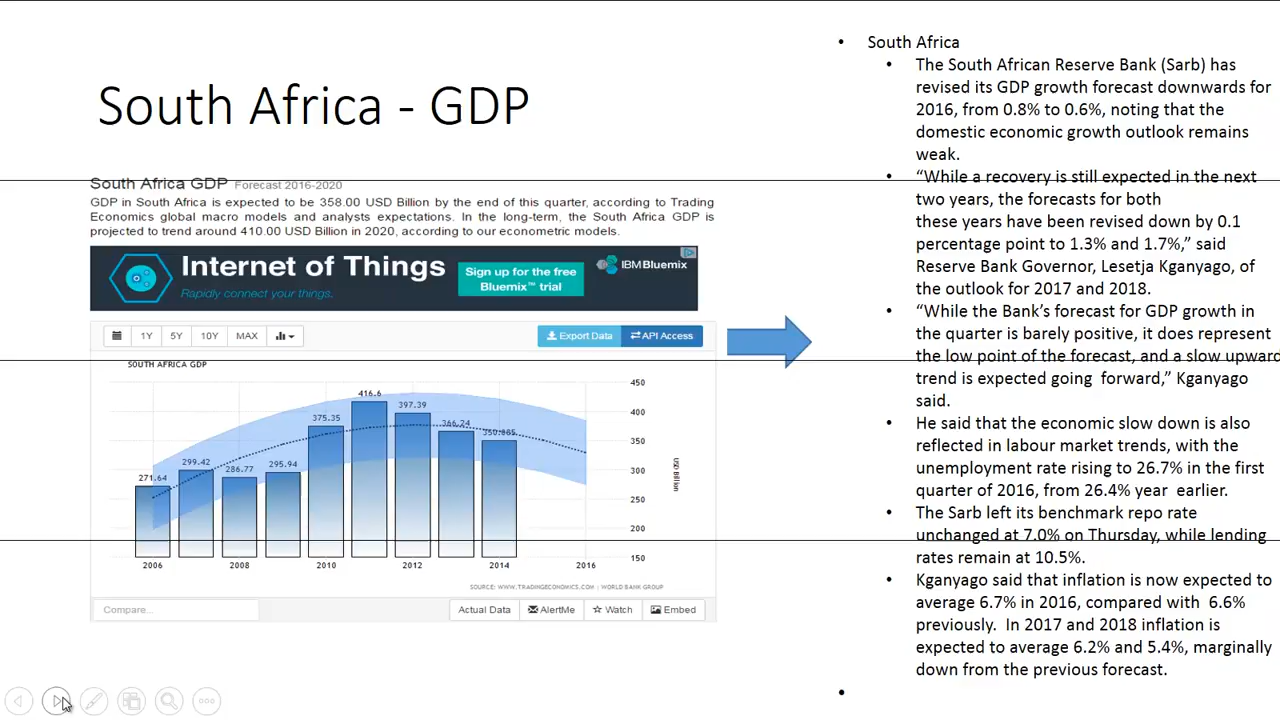 South Africa - GDP
South Africa GDP Forecast 2016-2020
GDP in South Africa is expected to be 358.00 USD Billion by the end of this quarter, according to Trading
Economics global macro models and analysts expectations. In the long-term, the South Africa GDP is
projected to trend around 410.00 USD Billion in 2020, according to our econometric models.
Internet of Things
Rapidly connect your things.
Sign up for the free
Bluemix™ trial
IBM Bluemix
1Y 5Y 10Y MAX
Export Data API Access
SOUTH AFRICA GDP
450
400
350
300
250
200
150
USD Billion
271.64
299.42
286.77
295.94
375.35
416.6
397.39
366.24
350.085
2006 2008 2010 2012 2014 2016
SOURCE: WWW.TRADINGECONOMICS.COM | WORLD BANK GROUP
Compare...
Actual Data AlertMe Watch Embed
• South Africa
• The South African Reserve Bank (Sarb) has
revised its GDP growth forecast downwards for
2016, from 0.8% to 0.6%, noting that the
domestic economic growth outlook remains
weak.
• “While a recovery is still expected in the next
two years, the forecasts for both
these years have been revised down by 0.1
percentage point to 1.3% and 1.7%,” said
Reserve Bank Governor, Lesetja Kganyago, of
the outlook for 2017 and 2018.
• “While the Bank’s forecast for GDP growth in
the quarter is barely positive, it does represent
the low point of the forecast, and a slow upward
trend is expected going forward,” Kganyago
said.
• He said that the economic slow down is also
reflected in labour market trends, with the
unemployment rate rising to 26.7% in the first
quarter of 2016, from 26.4% year earlier.
• The Sarb left its benchmark repo rate
unchanged at 7.0% on Thursday, while lending
rates remain at 10.5%.
• Kganyago said that inflation is now expected to
average 6.7% in 2016, compared with 6.6%
previously. In 2017 and 2018 inflation is
expected to average 6.2% and 5.4%, marginally
down from the previous forecast.
•